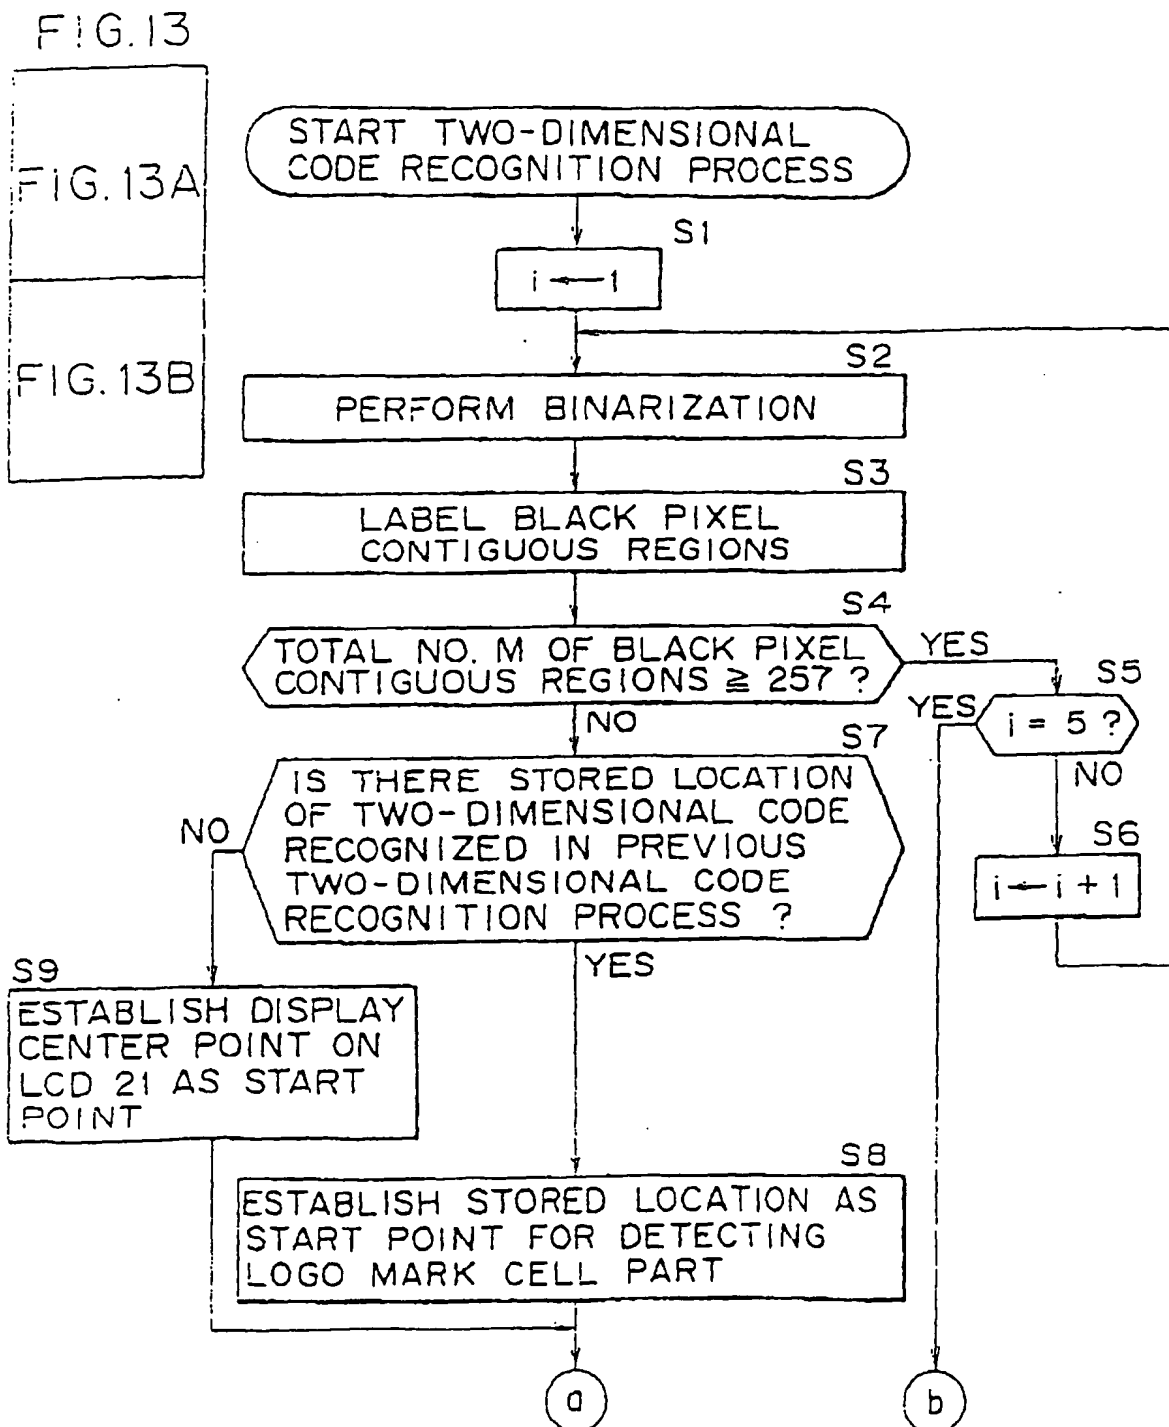 FIG.13
FIG.13A
FIG.13B
START TWO-DIMENSIONAL
CODE RECOGNITION PROCESS
S1
i ← 1
S2
PERFORM BINARIZATION
S3
LABEL BLACK PIXEL
CONTIGUOUS REGIONS
S4
TOTAL NO. M OF BLACK PIXEL
CONTIGUOUS REGIONS ≧ 257 ?
YES
NO
S5
i = 5 ?
YES
NO
S6
i ← i + 1
S7
IS THERE STORED LOCATION
OF TWO-DIMENSIONAL CODE
RECOGNIZED IN PREVIOUS
TWO-DIMENSIONAL CODE
RECOGNITION PROCESS ?
NO
YES
S9
ESTABLISH DISPLAY
CENTER POINT ON
LCD 21 AS START
POINT
S8
ESTABLISH STORED LOCATION AS
START POINT FOR DETECTING
LOGO MARK CELL PART
a
b